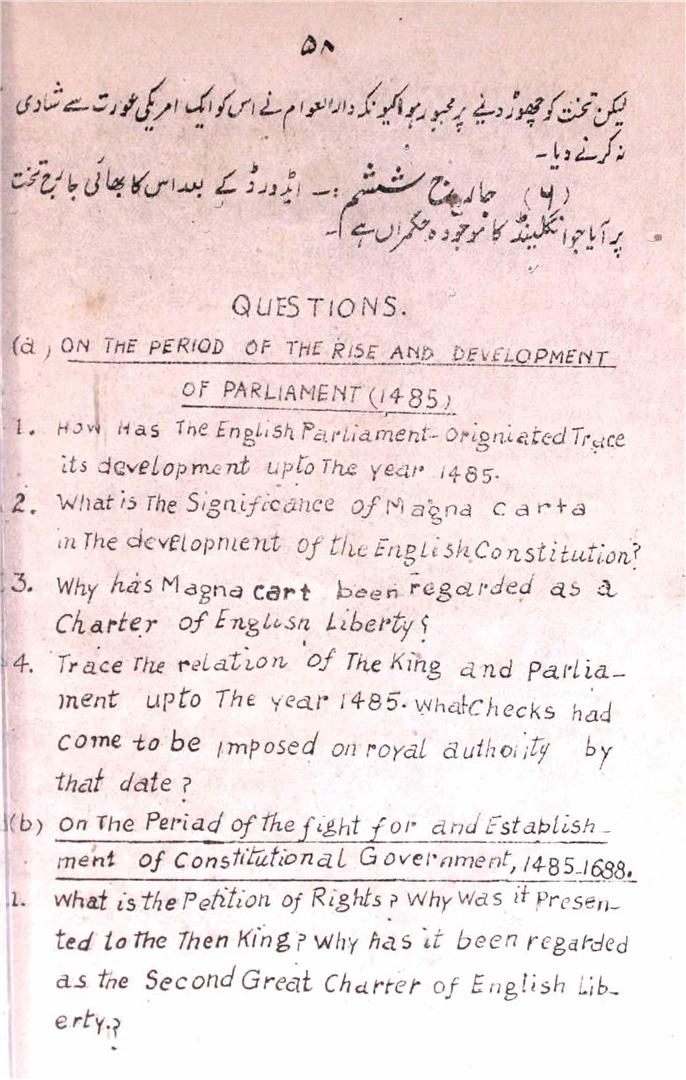 ۵۸
لیکن تخت کو چھوڑ دینے پر مجبور ہوا کیونکہ دارالعوام نے اس کو ایک امریکی عورت سے شادی
نہ کرنے دیا۔
(۶) جارج ششم :۔ ایڈورڈ کے بعد اس کا بھائی جارج تخت
پر آیا جو انگلینڈ کا موجودہ حکمراں ہے۔
QUESTIONS.
(a) ON THE PERIOD OF THE RISE AND DEVELOPMENT
OF PARLIAMENT (1485)
1. How Has The English Parliament- Origniated Trace
its development upto The year 1485.
2. What is The Significance of Magna Carta
in The development of the English Constitution?
3. Why has Magna cart been regarded as a
Charter of English Liberty?
4. Trace The relation of The King and Parlia-
ment upto The year 1485. What Checks had
come to be imposed on royal authority by
that date?
(b) On The Periad of the fight for and Establish-
ment of Constitutional Government, 1485-1688.
1. What is the Petition of Rights? Why Was it Presen-
ted to the Then King? Why has it been regarded
as the Second Great Charter of English Lib-
erty.?